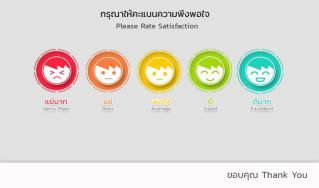 กรุณาให้คะแนนความพึงพอใจ
Please Rate Satisfaction
แย่มาก แย่ พอใช้ ดี ดีมาก
Very Poor Poor Average Good Excellent
ขอบคุณ Thank You